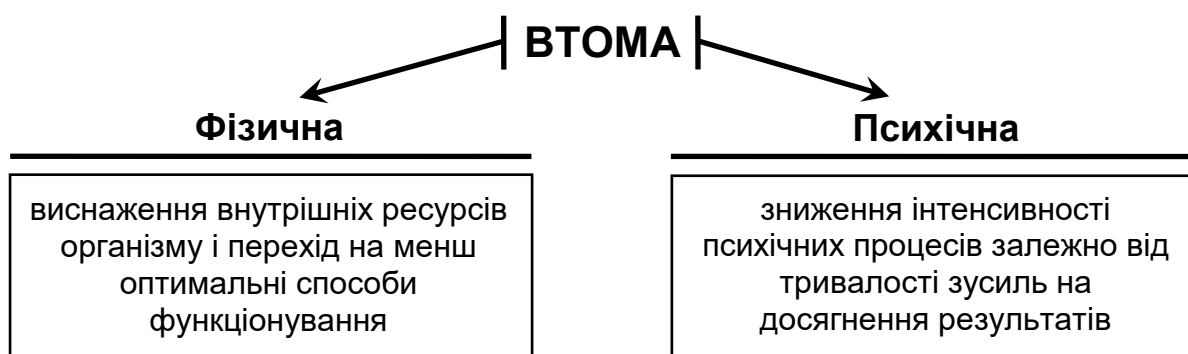 ВТОМА
Фізична
Психічна
виснаження внутрішніх ресурсів
організму і перехід на менш
оптимальні способи
функціонування
зниження інтенсивності
психічних процесів залежно від
тривалості зусиль на
досягнення результатів